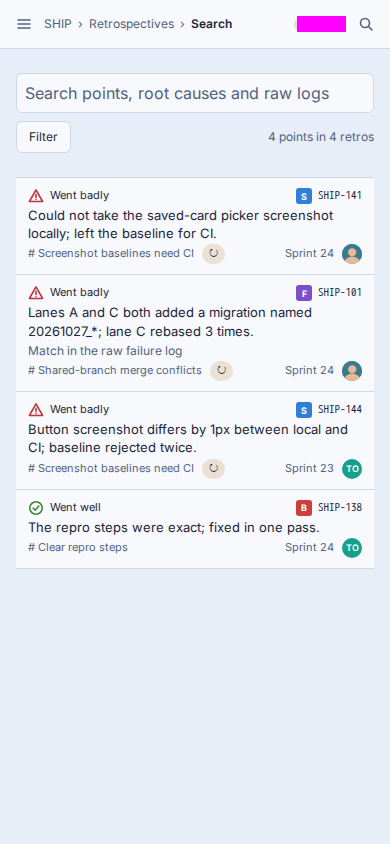 SHIP › Retrospectives › Search
Search points, root causes and raw logs
Filter
4 points in 4 retros
Went badly
S SHIP-141
Could not take the saved-card picker screenshot
locally; left the baseline for CI.
# Screenshot baselines need CI
Sprint 24
Went badly
F SHIP-101
Lanes A and C both added a migration named
20261027_*; lane C rebased 3 times.
Match in the raw failure log
# Shared-branch merge conflicts
Sprint 24
Went badly
S SHIP-144
Button screenshot differs by 1px between local and
CI; baseline rejected twice.
# Screenshot baselines need CI
Sprint 23 TO
Went well
B SHIP-138
The repro steps were exact; fixed in one pass.
# Clear repro steps
Sprint 24 TO